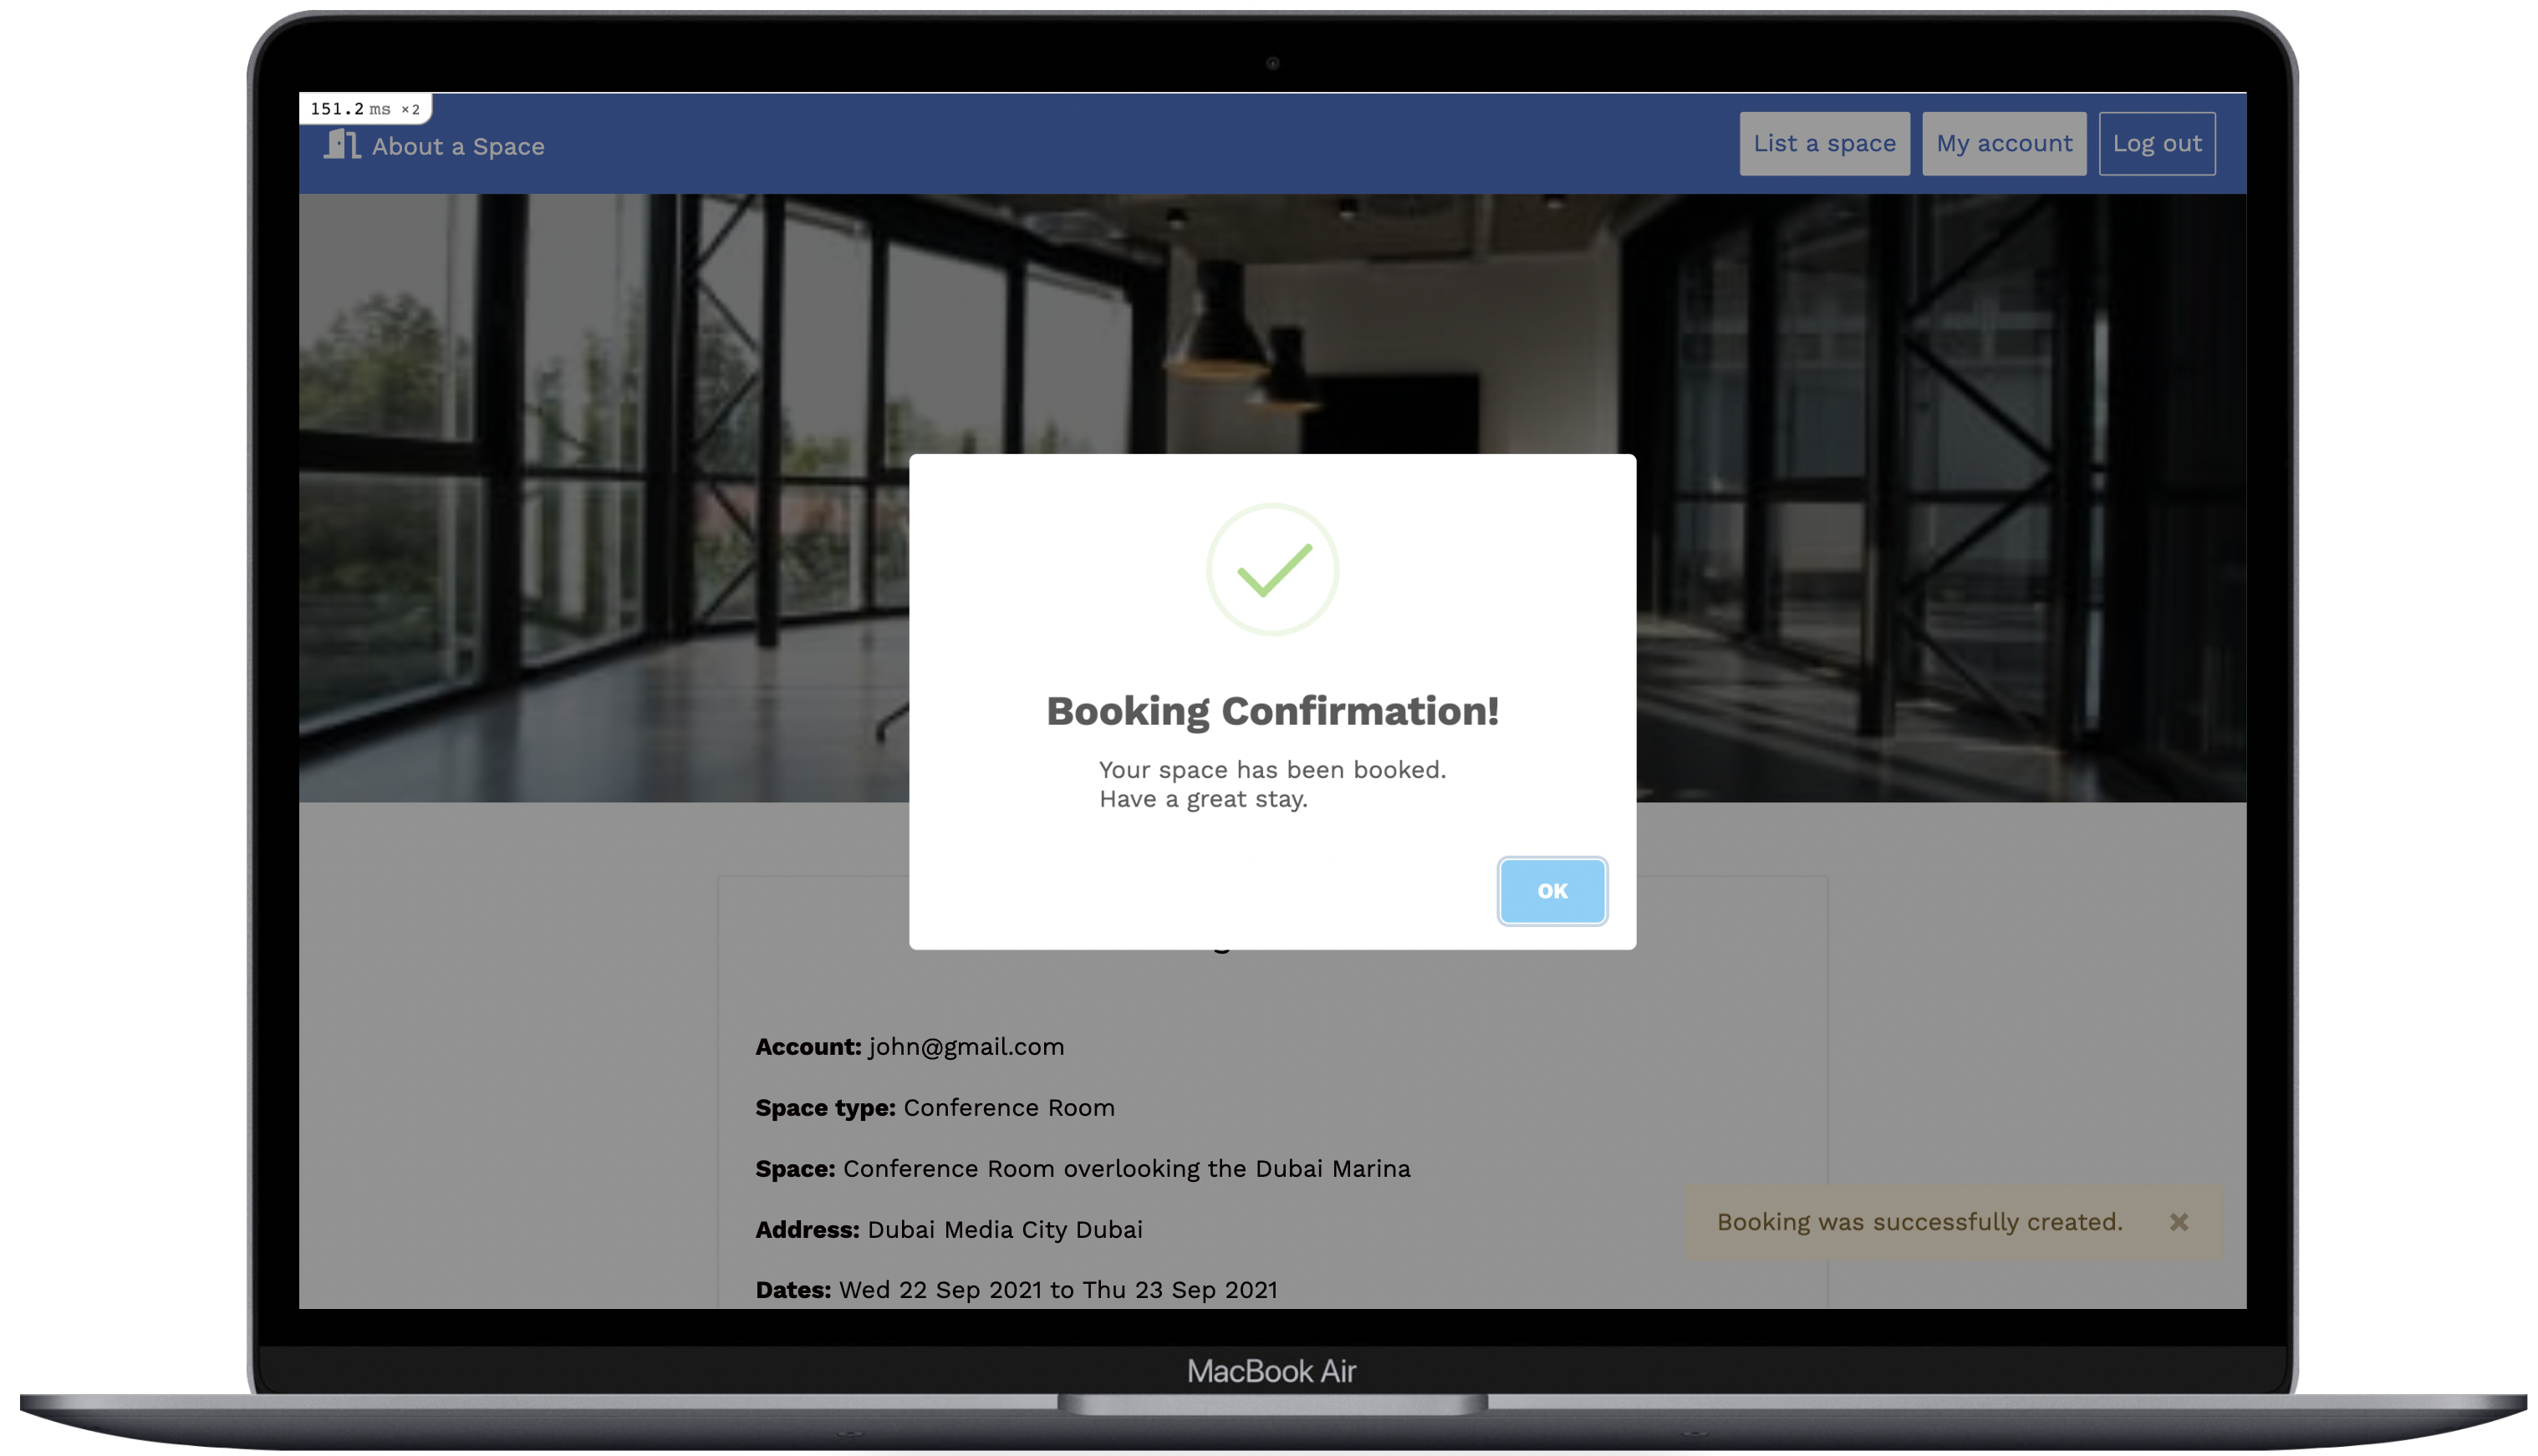 151.2 ms ×2
About a Space
List a space
My account
Log out
Booking Confirmation!
Your space has been booked.
Have a great stay.
OK
Account: john@gmail.com
Space type: Conference Room
Space: Conference Room overlooking the Dubai Marina
Address: Dubai Media City Dubai
Booking was successfully created. ×
Dates: Wed 22 Sep 2021 to Thu 23 Sep 2021
MacBook Air